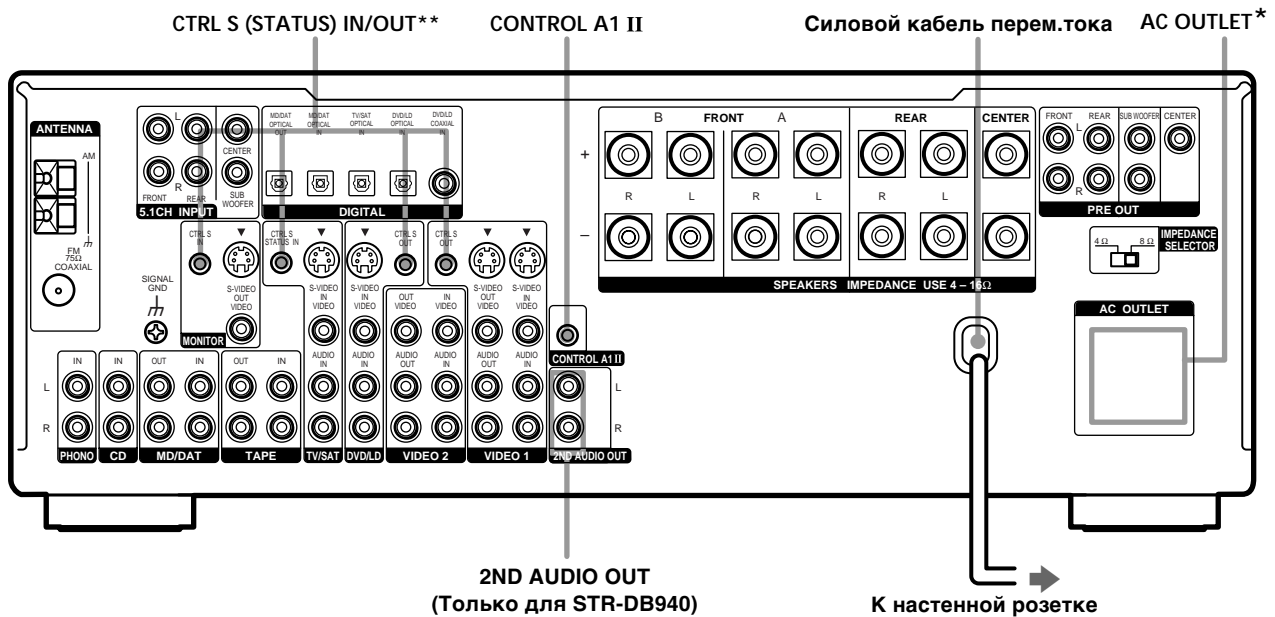 CTRL S (STATUS) IN/OUT**
CONTROL A1 II
Силовой кабель перем.тока
AC OUTLET*
ANTENNA
AM
FM
75Ω
COAXIAL
L
R
FRONT
REAR
CENTER
SUB
WOOFER
5.1CH INPUT
MD/DAT
OPTICAL
OUT
MD/DAT
OPTICAL
IN
TV/SAT
OPTICAL
IN
DVD/LD
OPTICAL
IN
DVD/LD
COAXIAL
IN
DIGITAL
B FRONT A
REAR
CENTER
+
R L R L R L
–
SPEAKERS IMPEDANCE USE 4 – 16Ω
FRONT
REAR
SUB WOOFER
CENTER
L
R
PRE OUT
IMPEDANCE
SELECTOR
4 Ω
8 Ω
AC OUTLET
SIGNAL
GND
CTRL S
IN
S-VIDEO
OUT
VIDEO
MONITOR
CTRL S
STATUS IN
S-VIDEO
IN
VIDEO
S-VIDEO
IN
VIDEO
CTRL S
OUT
OUT
VIDEO
CTRL S
OUT
IN
VIDEO
S-VIDEO
OUT
VIDEO
S-VIDEO
IN
VIDEO
CONTROL A1 II
IN
IN
OUT
IN
OUT
IN
AUDIO
IN
AUDIO
IN
AUDIO
OUT
AUDIO
IN
AUDIO
OUT
AUDIO
IN
L
L
R
R
PHONO
CD
MD/DAT
TAPE
TV/SAT
DVD/LD
VIDEO 2
VIDEO 1
2ND AUDIO OUT
2ND AUDIO OUT
(Только для STR-DB940)
К настенной розетке